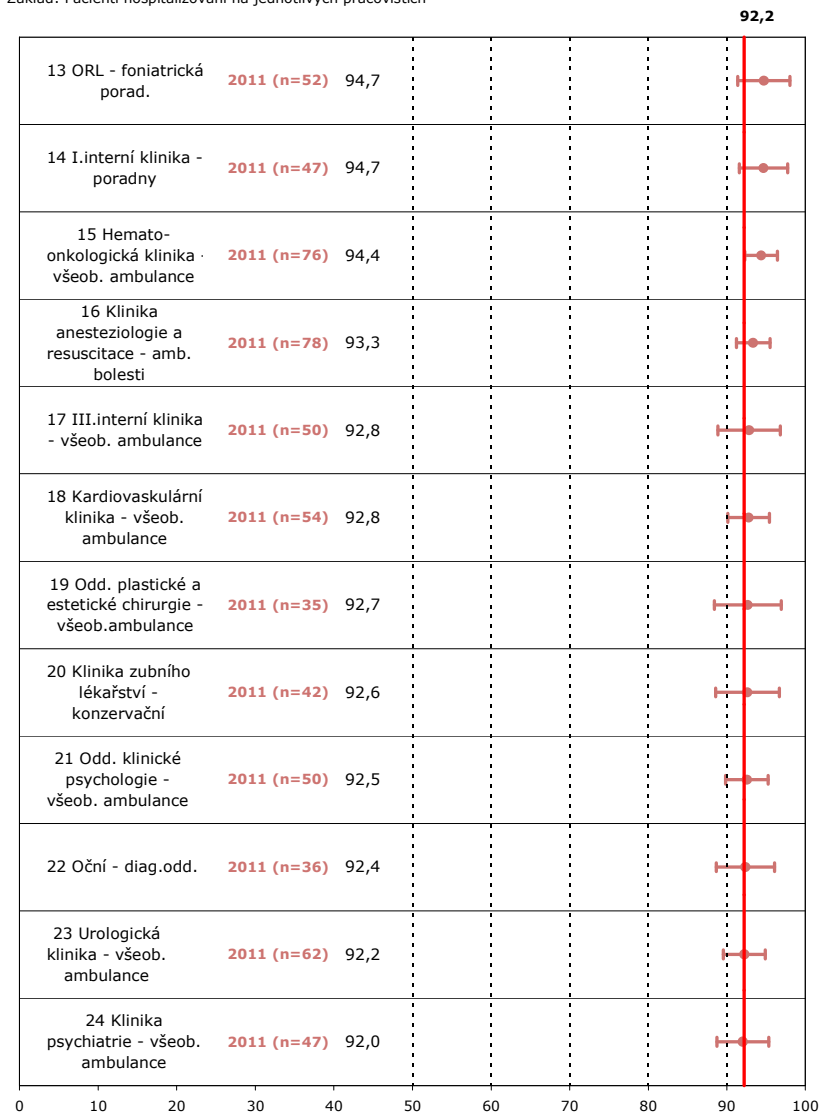 Základ: Pacienti hospitalizovaní na jednotlivých pracovištích
92,2
13 ORL - foniatrická
porad.
2011 (n=52) 94,7
14 I.interní klinika -
poradny
2011 (n=47) 94,7
15 Hemato-
onkologická klinika -
všeob. ambulance
2011 (n=76) 94,4
16 Klinika
anesteziologie a
resuscitace - amb.
bolesti
2011 (n=78) 93,3
17 III.interní klinika
- všeob. ambulance
2011 (n=50) 92,8
18 Kardiovaskulární
klinika - všeob.
ambulance
2011 (n=54) 92,8
19 Odd. plastické a
estetické chirurgie -
všeob.ambulance
2011 (n=35) 92,7
20 Klinika zubního
lékařství -
konzervační
2011 (n=42) 92,6
21 Odd. klinické
psychologie -
všeob. ambulance
2011 (n=50) 92,5
22 Oční - diag.odd.
2011 (n=36) 92,4
23 Urologická
klinika - všeob.
ambulance
2011 (n=62) 92,2
24 Klinika
psychiatrie - všeob.
ambulance
2011 (n=47) 92,0
0 10 20 30 40 50 60 70 80 90 100